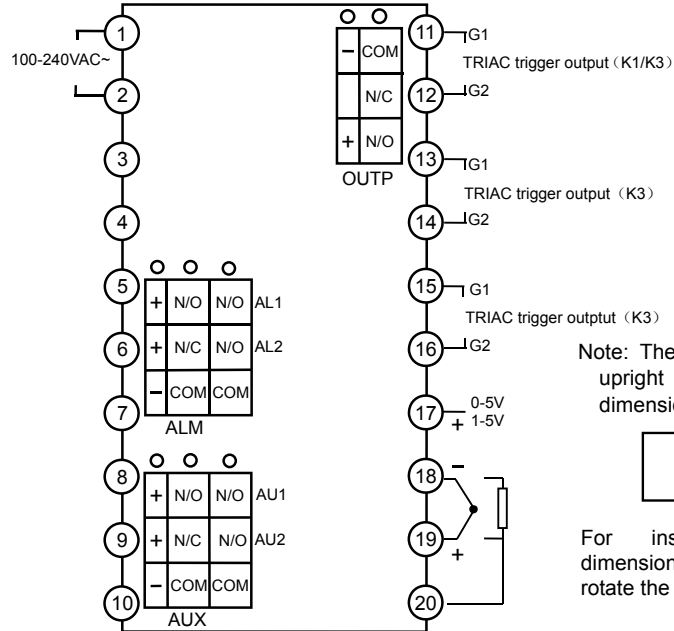 1
100-240VAC~
2
3
4
5
6
7
8
9
10
− COM
N/C
+ N/O
OUTP
+ N/O N/O AL1
+ N/C N/O AL2
− COM COM
ALM
+ N/O N/O AU1
+ N/C N/O AU2
− COM COM
AUX
11 G1
TRIAC trigger output（K1/K3）
12 G2
13 G1
TRIAC trigger output（K3）
14 G2
15 G1
TRIAC trigger outptut（K3）
16 G2
17 + 0-5V
1-5V
18 −
19 +
20
Note: The
upright
dimensi
For ins
dimension
rotate the